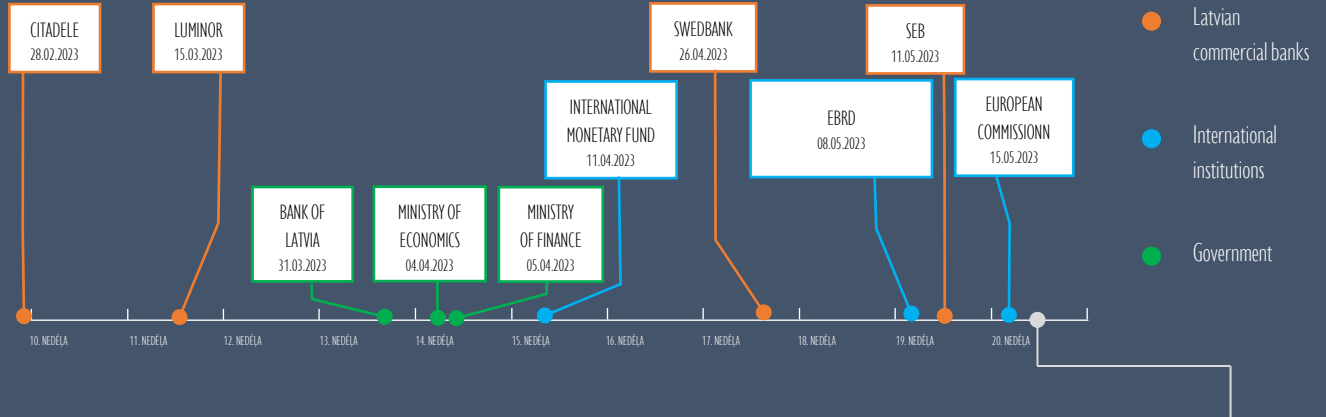 CITADELE
28.02.2023
LUMINOR
15.03.2023
SWEDBANK
26.04.2023
SEB
11.05.2023
Latvian
commercial banks
INTERNATIONAL
MONETARY FUND
11.04.2023
EBRD
08.05.2023
EUROPEAN
COMMISSIONN
15.05.2023
International
institutions
BANK OF
LATVIA
31.03.2023
MINISTRY OF
ECONOMICS
04.04.2023
MINISTRY
OF FINANCE
05.04.2023
Government
10. NEDĒĻA
11. NEDĒĻA
12. NEDĒĻA
13. NEDĒĻA
14. NEDĒĻA
15. NEDĒĻA
16. NEDĒĻA
17. NEDĒĻA
18. NEDĒĻA
19. NEDĒĻA
20. NEDĒĻA